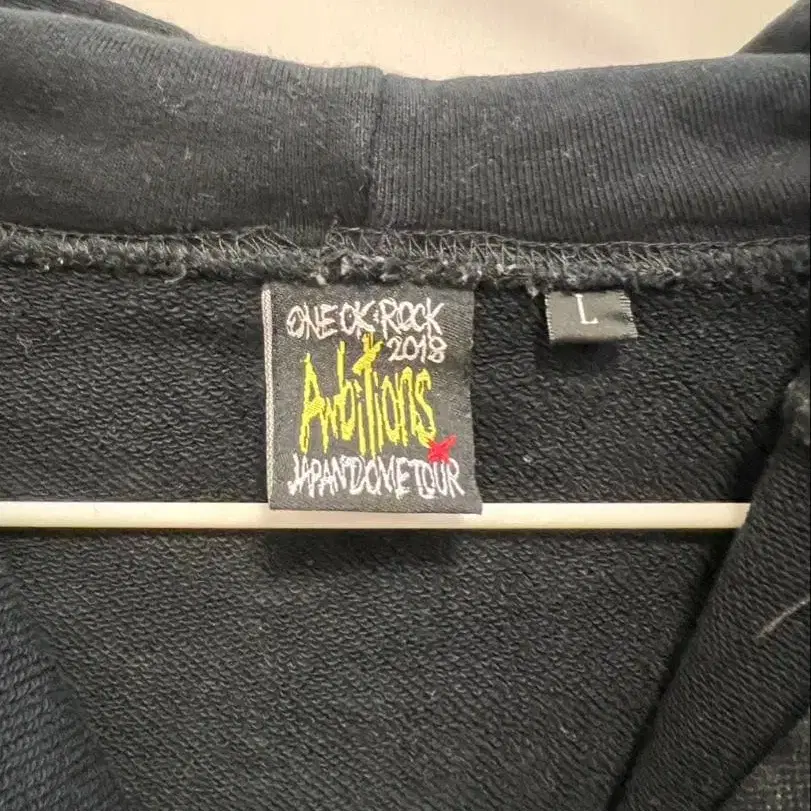 ONE OK ROCK
2018
Ambitions
JAPAN DOME TOUR
L